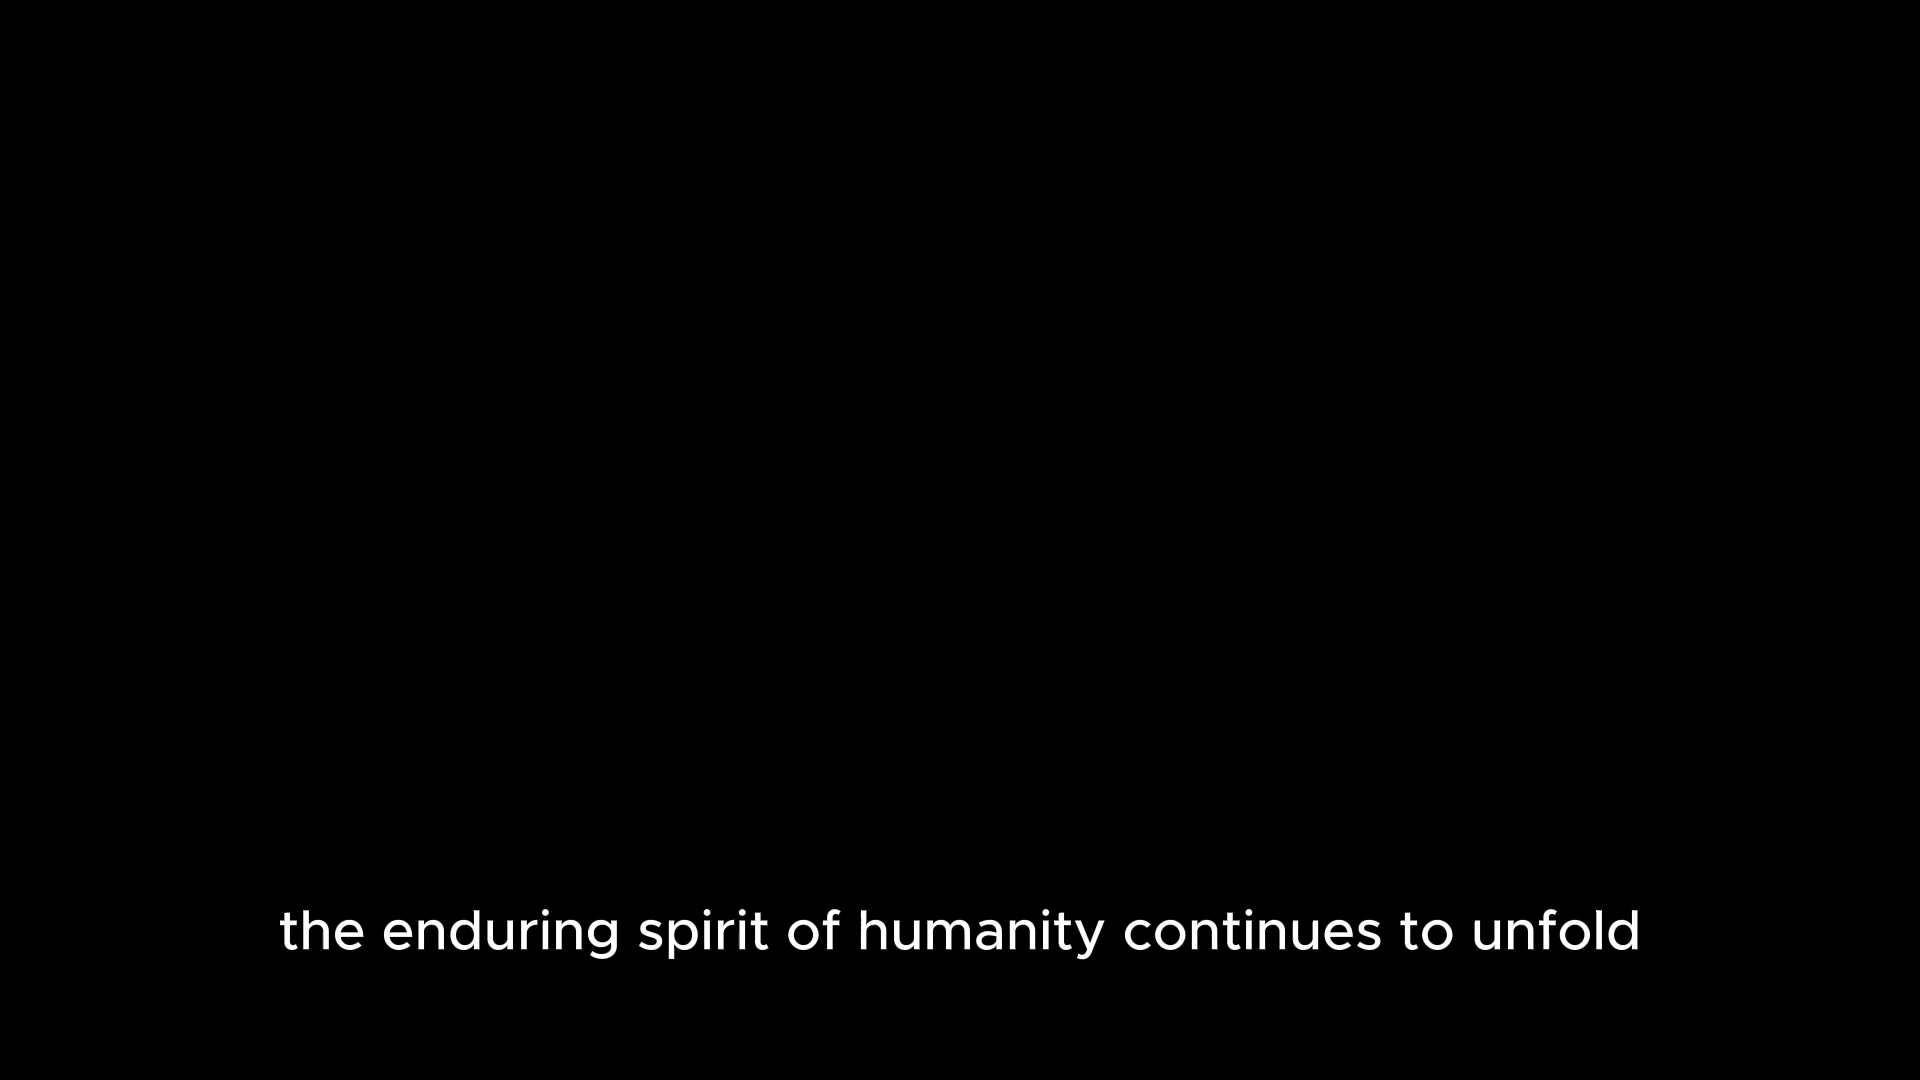 the enduring spirit of humanity continues to unfold